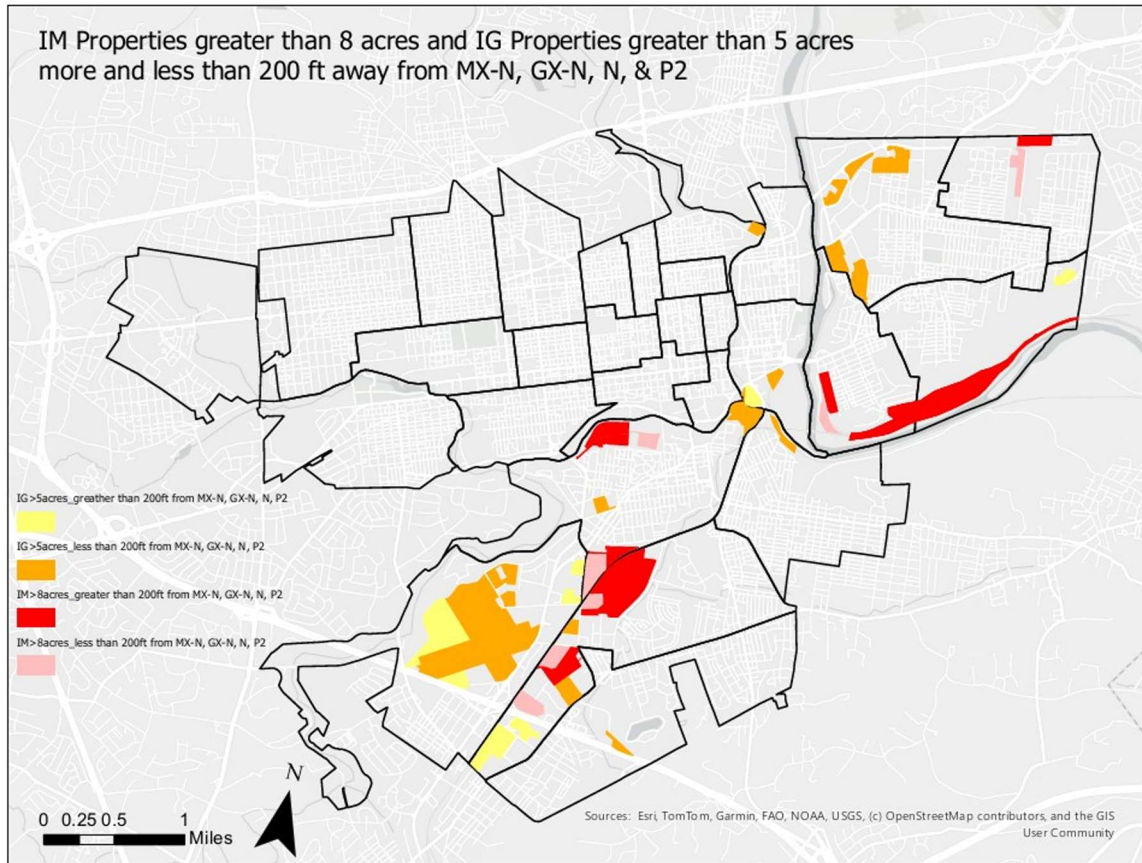 IM Properties greater than 8 acres and IG Properties greater than 5 acres
more and less than 200 ft away from MX-N, GX-N, N, & P2
IG>5acres_greather than 200ft from MX-N, GX-N, N, P2
IG>5acres_less than 200ft from MX-N, GX-N, N, P2
IM>8acres_greater than 200ft from MX-N, GX-N, N, P2
IM>8acres_less than 200ft from MX-N, GX-N, N, P2
N
0 0.25 0.5 1
Miles
Sources: Esri, TomTom, Garmin, FAO, NOAA, USGS, (c) OpenStreetMap contributors, and the GIS
User Community